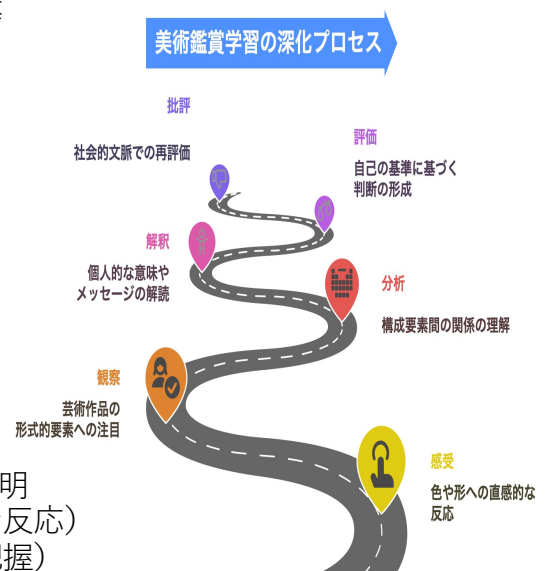 美術鑑賞学習の深化プロセス
批評
社会的文脈での再評価
評価
自己の基準に基づく
判断の形成
解釈
個人的な意味や
メッセージの解読
分析
構成要素間の関係の理解
観察
芸術作品の
形式的要素への注目
感受
色や形への直感的な
反応
明
反応）
握）